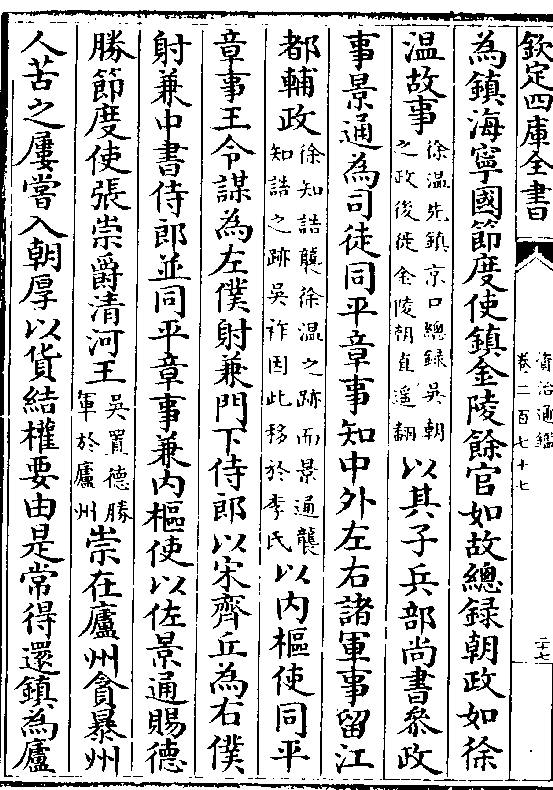 欽定四庫全書
資治通鑑
卷二百七十七
二十七
為鎮海寧國節度使鎮金陵餘官如故總録朝政如徐
温故事徐温先鎮京口總録吳朝之政後徙金陵朝直遥翻以其子兵部尚書參政
事景通為司徒同平章事知中外左右諸軍事留江
都輔政徐知誥襲徐温之跡而景通襲知誥之跡吳祚因此移於李氏以内樞使同平
章事王令謀為左僕射兼門下侍郎以宋齊丘為右僕
射兼中書侍郎並同平章事兼内樞使以佐景通賜德
勝節度使張崇爵清河王吳置德勝軍於廬州崇在廬州貪暴州
人苦之屢嘗入朝厚以貨結權要由是常得還鎮為廬